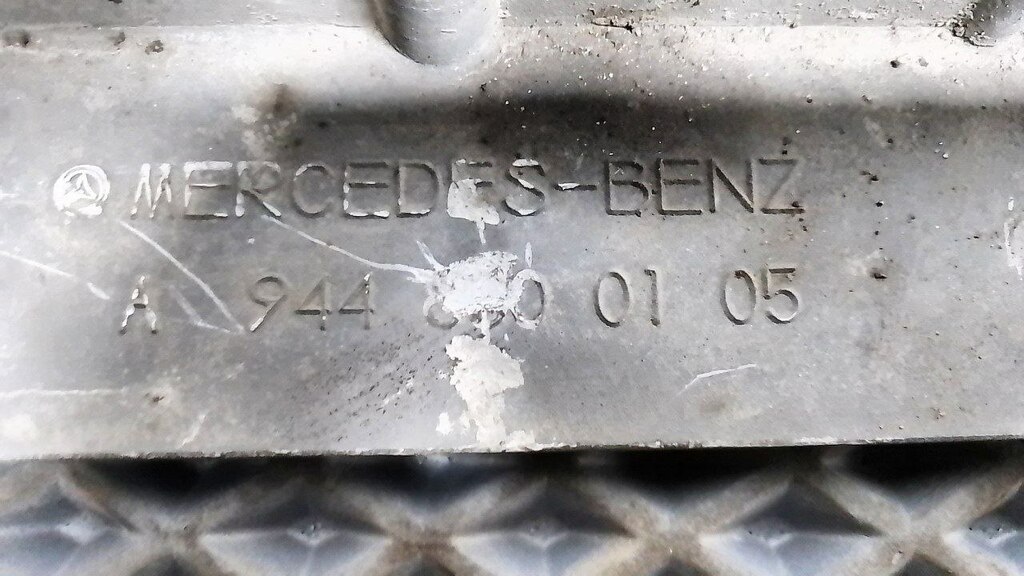 MERCEDES-BENZ
A 944 01 05